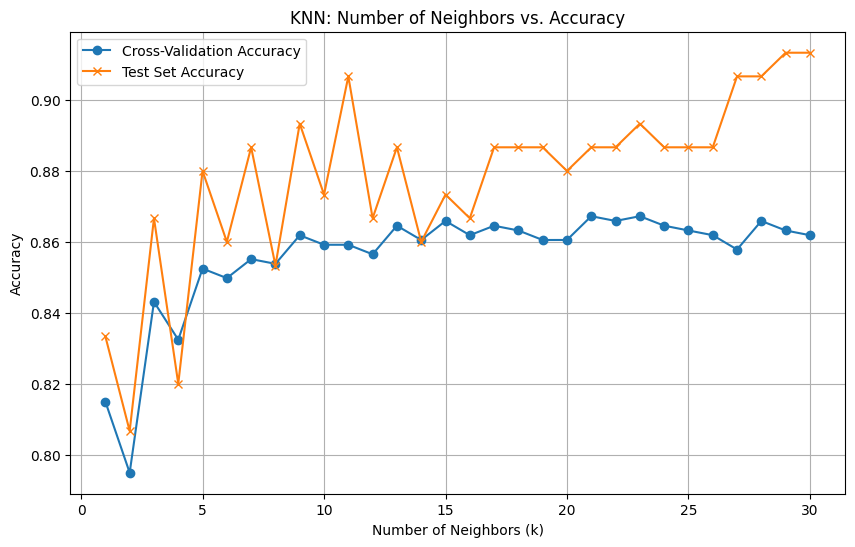 KNN: Number of Neighbors vs. Accuracy
Cross-Validation Accuracy
Test Set Accuracy
Accuracy
0.90
0.88
0.86
0.84
0.82
0.80
0
5
10
15
20
25
30
Number of Neighbors (k)